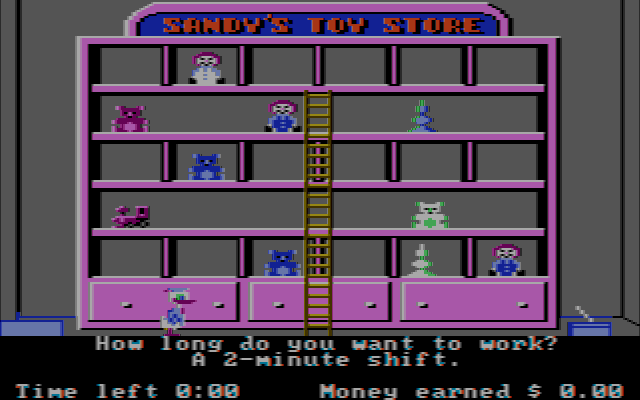 SANDY'S TOY STORE
How long do you want to work?
A 2-minute shift.
Time left 0:00 Money earned $ 0.00